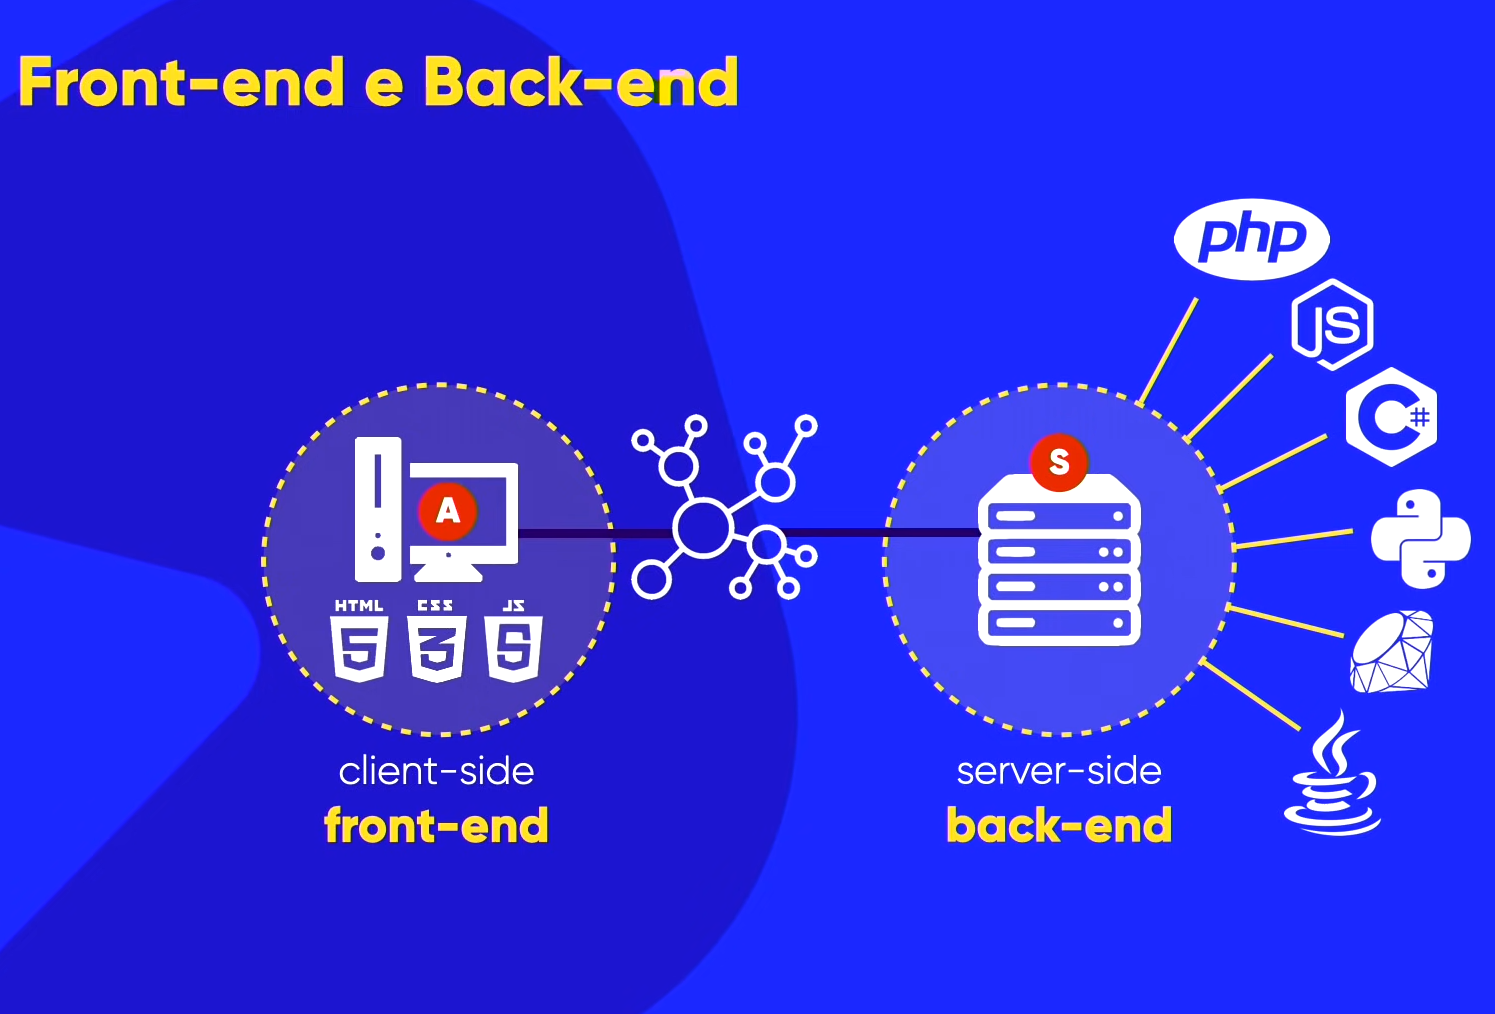 Front-end e Back-end
php
JS
C#
S
A
HTML
CSS
JS
5
3
S
client-side
front-end
server-side
back-end